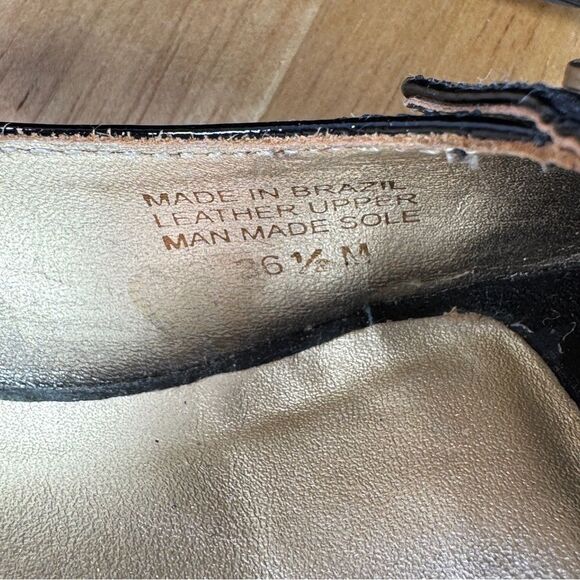 MADE IN BRAZIL
LEATHER UPPER
MAN MADE SOLE
36 ½ M